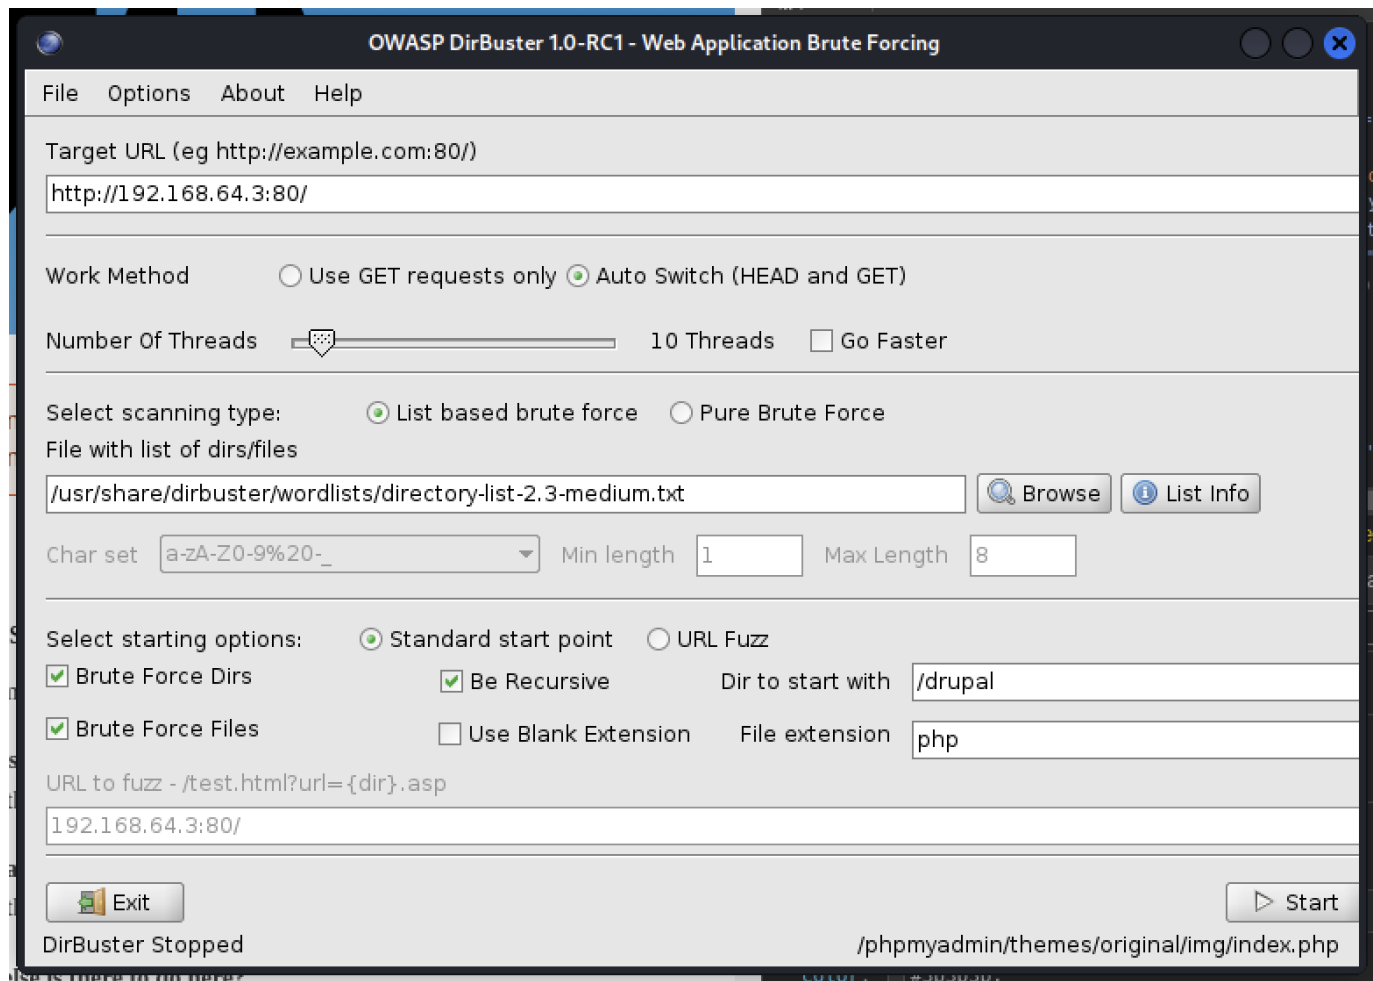 OWASP DirBuster 1.0-RC1 - Web Application Brute Forcing
File Options About Help
Target URL (eg http://example.com:80/)
http://192.168.64.3:80/
Work Method Use GET requests only Auto Switch (HEAD and GET)
Number Of Threads 10 Threads Go Faster
Select scanning type: List based brute force Pure Brute Force
File with list of dirs/files
/usr/share/dirbuster/wordlists/directory-list-2.3-medium.txt Browse List Info
Char set a-zA-Z0-9%20-_ Min length 1 Max Length 8
Select starting options: Standard start point URL Fuzz
Brute Force Dirs Be Recursive Dir to start with /drupal
Brute Force Files Use Blank Extension File extension php
URL to fuzz - /test.html?url={dir}.asp
192.168.64.3:80/
Exit Start
DirBuster Stopped /phpmyadmin/themes/original/img/index.php